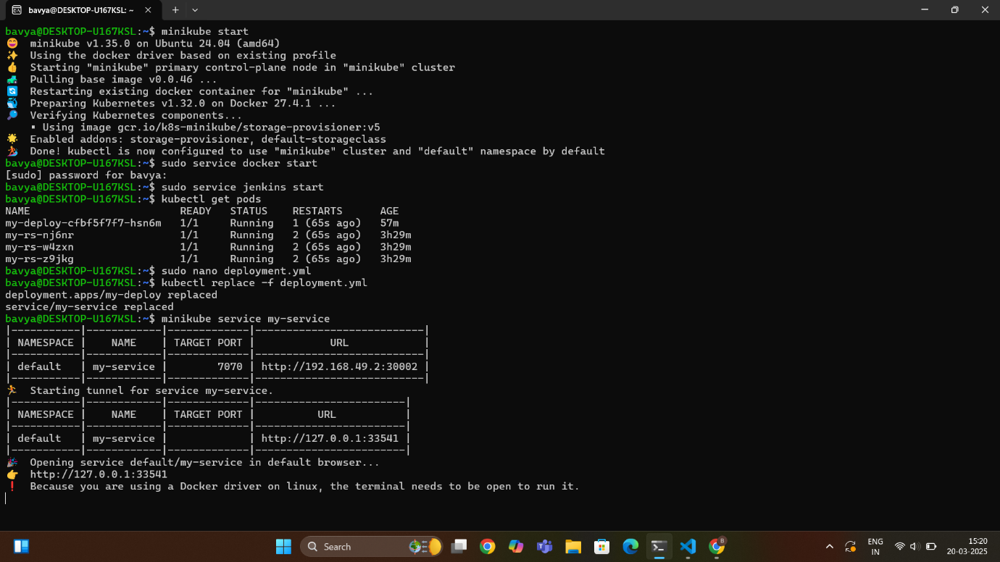 bavya@DESKTOP-U167KSL: ~
bavya@DESKTOP-U167KSL:~$ minikube start
minikube v1.35.0 on Ubuntu 24.04 (amd64)
Using the docker driver based on existing profile
Starting "minikube" primary control-plane node in "minikube" cluster
Pulling base image v0.0.46 ...
Restarting existing docker container for "minikube" ...
Preparing Kubernetes v1.32.0 on Docker 27.4.1 ...
Verifying Kubernetes components...
▪ Using image gcr.io/k8s-minikube/storage-provisioner:v5
Enabled addons: storage-provisioner, default-storageclass
Done! kubectl is now configured to use "minikube" cluster and "default" namespace by default
bavya@DESKTOP-U167KSL:~$ sudo service docker start
[sudo] password for bavya:
bavya@DESKTOP-U167KSL:~$ sudo service jenkins start
bavya@DESKTOP-U167KSL:~$ kubectl get pods
NAME READY STATUS RESTARTS AGE
my-deploy-cfbf5f7f7-hsn6m 1/1 Running 1 (65s ago) 57m
my-rs-nj6nr 1/1 Running 2 (65s ago) 3h29m
my-rs-w4zxn 1/1 Running 2 (65s ago) 3h29m
my-rs-z9jkg 1/1 Running 2 (65s ago) 3h29m
bavya@DESKTOP-U167KSL:~$ sudo nano deployment.yml
bavya@DESKTOP-U167KSL:~$ kubectl replace -f deployment.yml
deployment.apps/my-deploy replaced
service/my-service replaced
bavya@DESKTOP-U167KSL:~$ minikube service my-service
|-----------|------------|-------------|---------------------------|
| NAMESPACE | NAME | TARGET PORT | URL |
|-----------|------------|-------------|---------------------------|
| default | my-service | 7070 | http://192.168.49.2:30002 |
|-----------|------------|-------------|---------------------------|
Starting tunnel for service my-service.
|-----------|------------|-------------|------------------------|
| NAMESPACE | NAME | TARGET PORT | URL |
|-----------|------------|-------------|------------------------|
| default | my-service | | http://127.0.0.1:33541 |
|-----------|------------|-------------|------------------------|
Opening service default/my-service in default browser...
http://127.0.0.1:33541
Because you are using a Docker driver on linux, the terminal needs to be open to run it.
Search
B
ENG
IN
15:20
20-03-2025